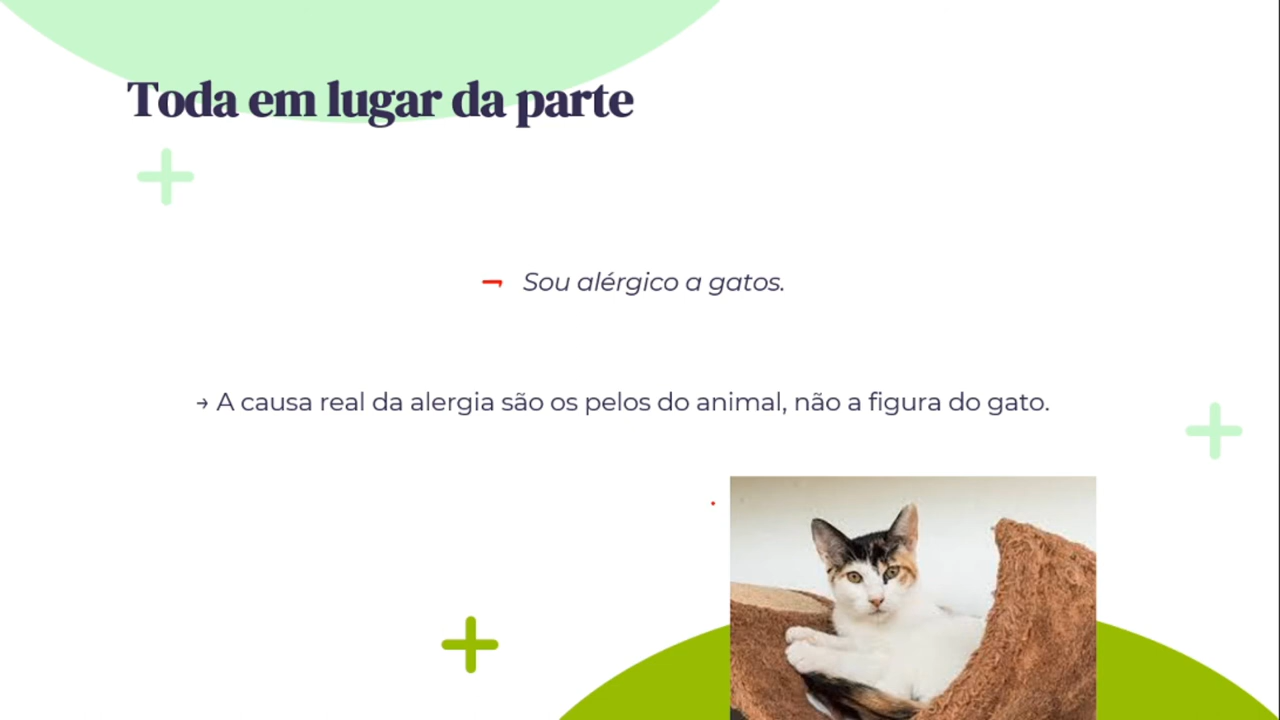 Toda em lugar da parte
Sou alérgico a gatos.
→ A causa real da alergia são os pelos do animal, não a figura do gato.